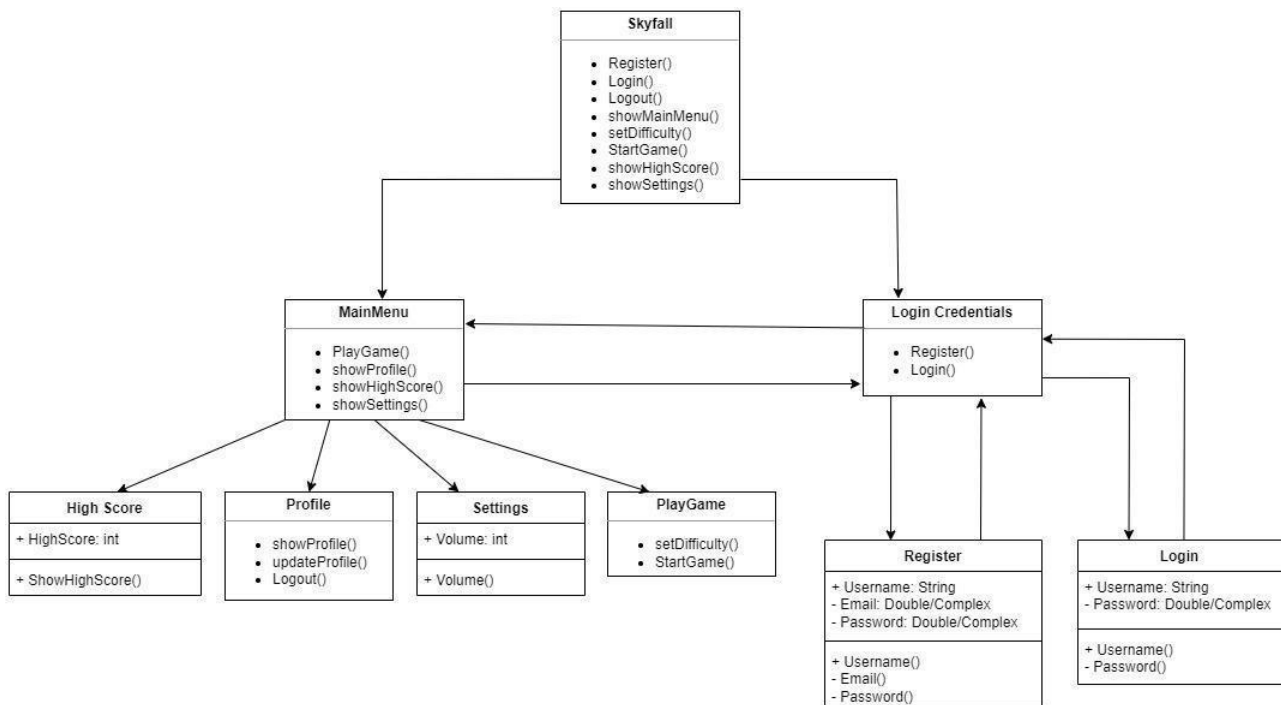 Skyfall
Register()
Login()
Logout()
showMainMenu()
setDifficulty()
StartGame()
showHighScore()
showSettings()
MainMenu
PlayGame()
showProfile()
showHighScore()
showSettings()
Login Credentials
Register()
Login()
High Score
+ HighScore: int
+ ShowHighScore()
Profile
showProfile()
updateProfile()
Logout()
Settings
+ Volume: int
+ Volume()
PlayGame
setDifficulty()
StartGame()
Register
+ Username: String
- Email: Double/Complex
- Password: Double/Complex
+ Username()
- Email()
- Password()
Login
+ Username: String
- Password: Double/Complex
+ Username()
- Password()